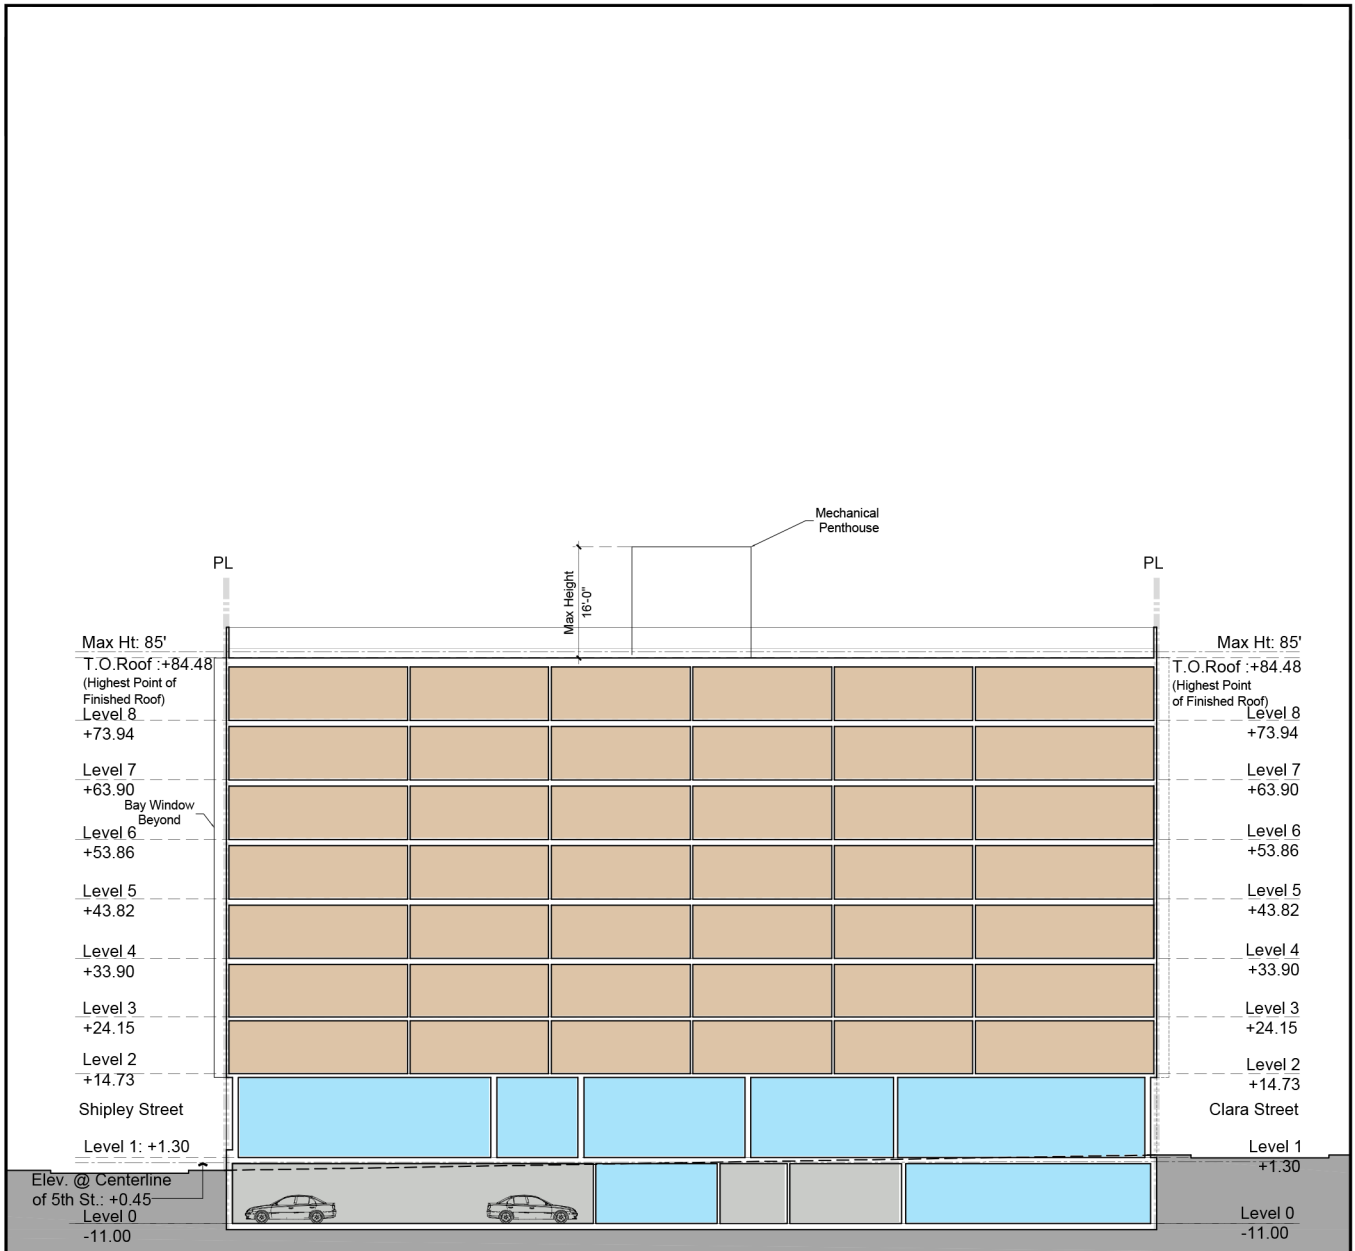 Mechanical
Penthouse
PL
PL
Max Height
16'-0"
Max Ht: 85'
T.O.Roof :+84.48
(Highest Point of
Finished Roof)
Level 8
+73.94
Level 7
+63.90
Bay Window
Beyond
Level 6
+53.86
Level 5
+43.82
Level 4
+33.90
Level 3
+24.15
Level 2
+14.73
Shipley Street
Level 1: +1.30
Elev. @ Centerline
of 5th St.: +0.45
Level 0
-11.00
Max Ht: 85'
T.O.Roof :+84.48
(Highest Point
of Finished Roof)
Level 8
+73.94
Level 7
+63.90
Level 6
+53.86
Level 5
+43.82
Level 4
+33.90
Level 3
+24.15
Level 2
+14.73
Clara Street
Level 1
+1.30
Level 0
-11.00